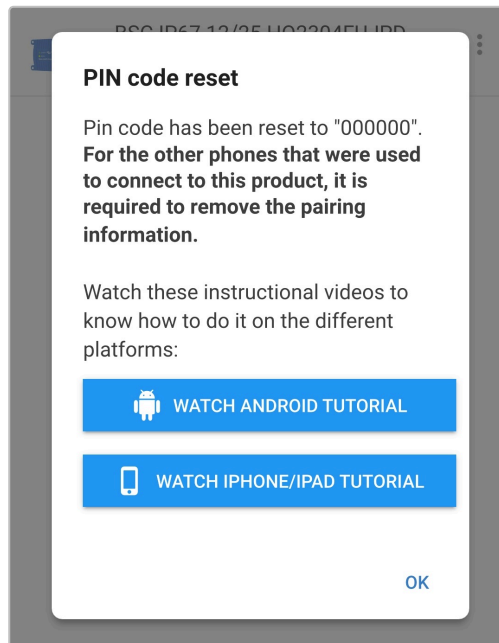 PIN code reset
Pin code has been reset to "000000".
For the other phones that were used
to connect to this product, it is
required to remove the pairing
information.
Watch these instructional videos to
know how to do it on the different
platforms:
WATCH ANDROID TUTORIAL
WATCH IPHONE/IPAD TUTORIAL
OK